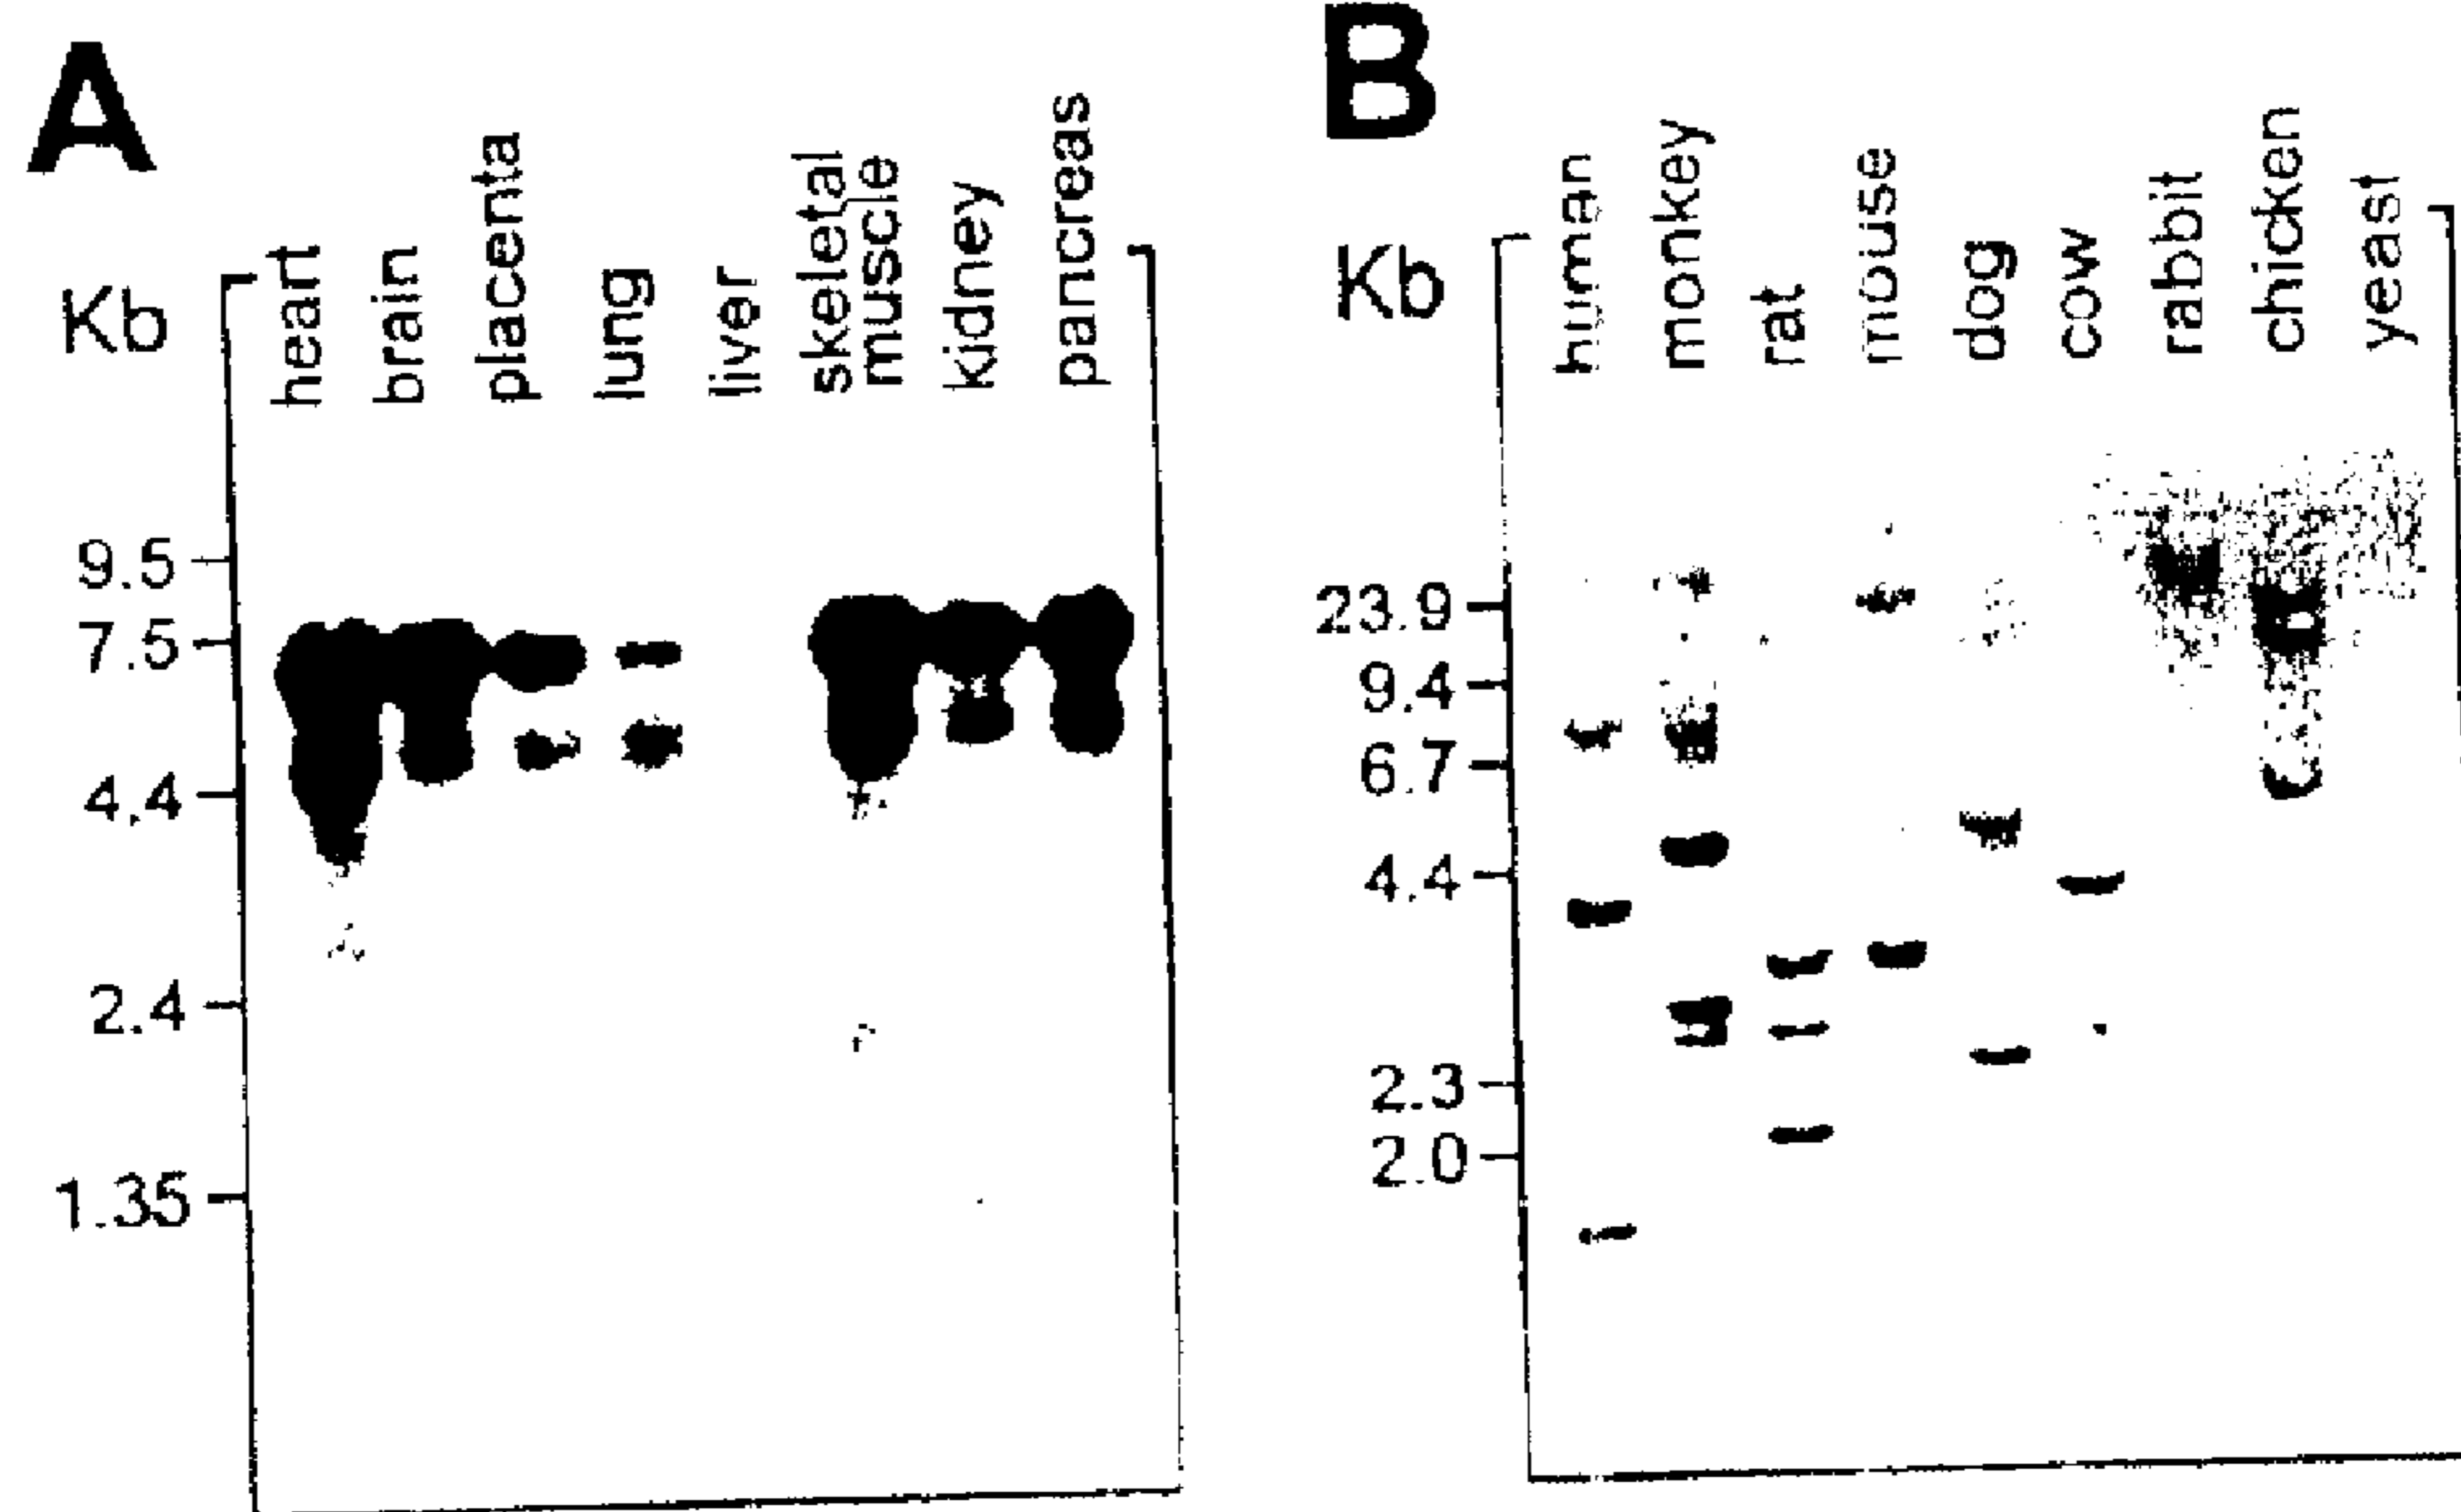 A
Kb
heart
brain
placenta
lung
liver
skeletal
muscle
kidney
pancreas
9.5
7.5
4.4
2.4
1.35
B
Kb
human
monkey
rat
mouse
dog
cow
rabbit
chicken
yeast
23.9
9.4
6.7
4.4
2.3
2.0